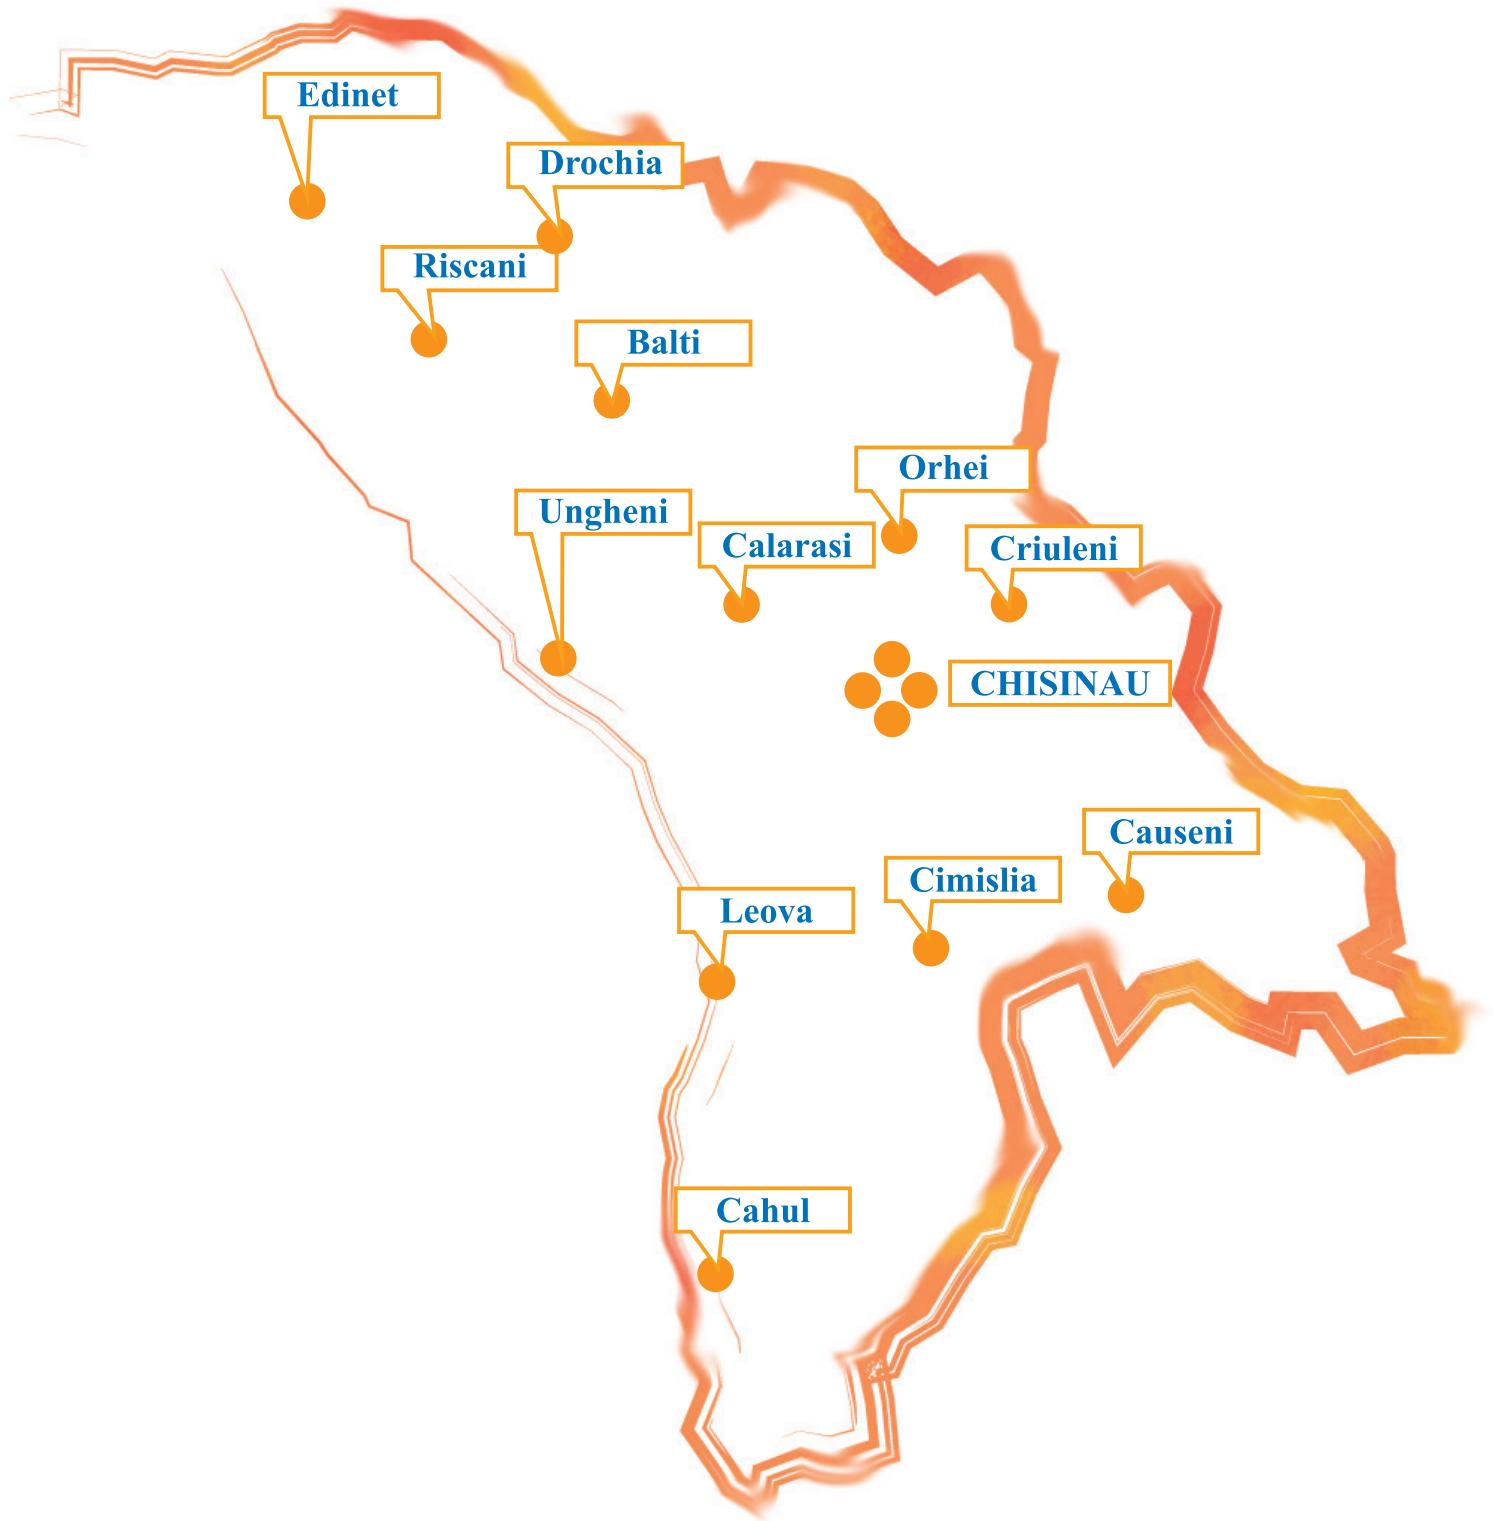 Edinet
Drochia
Riscani
Balti
Orhei
Ungheni
Calarasi
Criuleni
CHISINAU
Causeni
Cimislia
Leova
Cahul